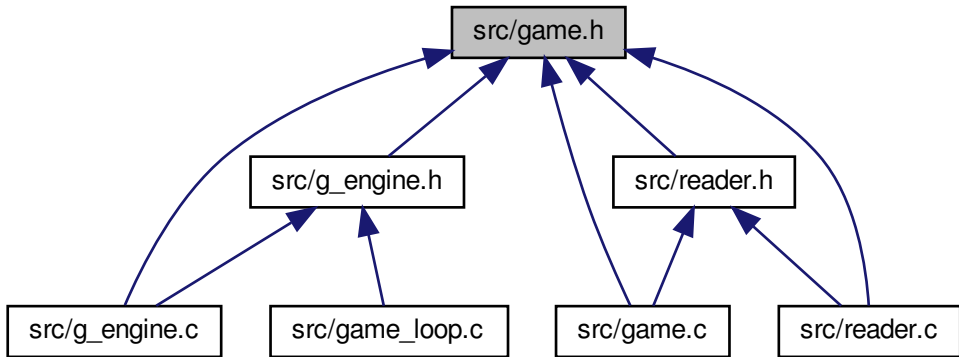 src/game.h
src/g_engine.h
src/reader.h
src/g_engine.c
src/game_loop.c
src/game.c
src/reader.c